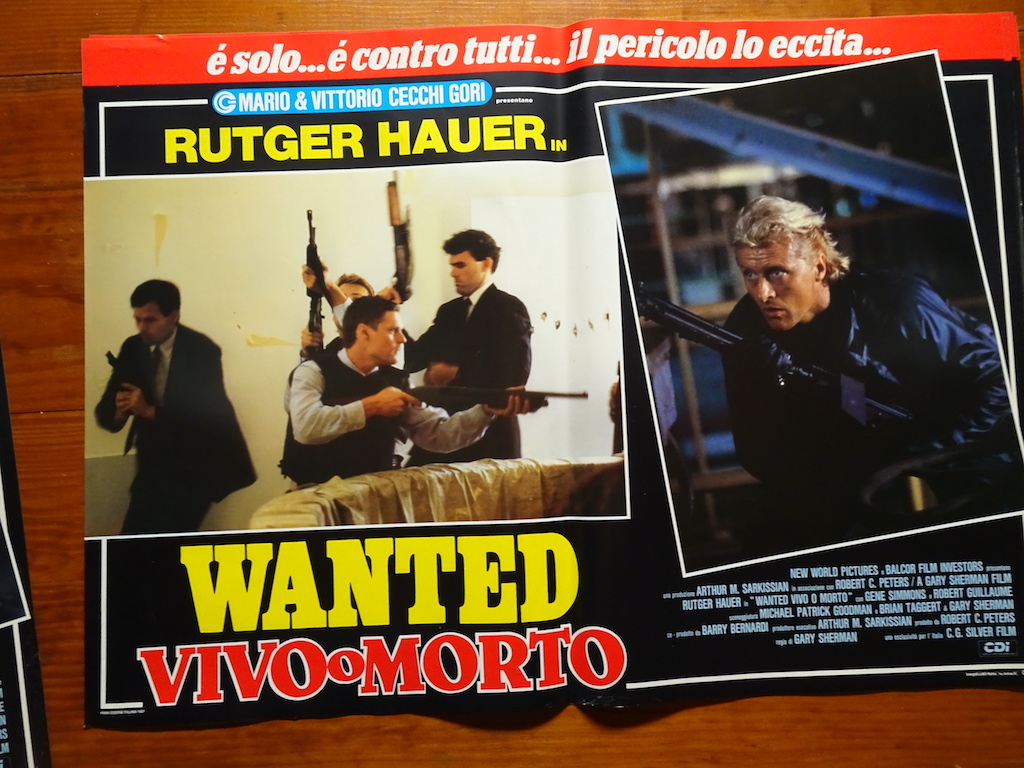 é solo...é contro tutti... il pericolo lo eccita...
MARIO & VITTORIO CECCHI GORI presentano
RUTGER HAUER IN
WANTED
VIVO O MORTO
NEW WORLD PICTURES e BALCOR FILM INVESTORS presentano
una produzione ARTHUR M. SARKISSIAN in associazione con ROBERT C. PETERS / A GARY SHERMAN FILM
RUTGER HAUER in "WANTED VIVO O MORTO" con GENE SIMMONS e ROBERT GUILLAUME
sceneggiatura MICHAEL PATRICK GOODMAN e BRIAN TAGGERT e GARY SHERMAN
co - prodotto da BARRY BERNARDI produttore esecutivo ARTHUR M. SARKISSIAN prodotto da ROBERT C. PETERS
regia di GARY SHERMAN una esclusività per l' Italia C.G. SILVER FILM
CDi